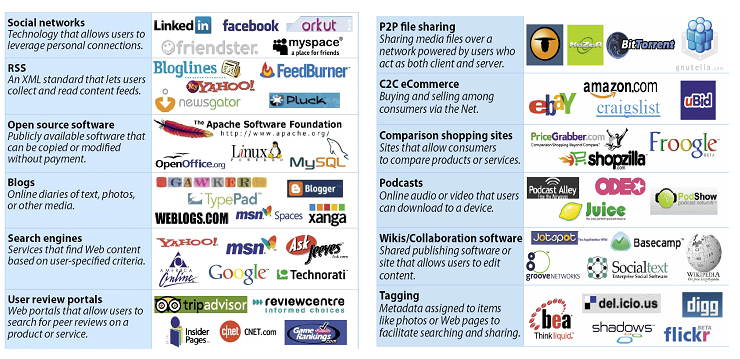 Social networks
Technology that allows users to
leverage personal connections.
LinkedIn facebook orkut
friendster. myspace
a place for friends
RSS
An XML standard that lets users
collect and read content feeds.
Bloglines FeedBurner
MY YAHOO!
newsgator Pluck
Open source software
Publicly available software that
can be copied or modified
without payment.
The Apache Software Foundation
http://www.apache.org/
OpenOffice.org Linux MySQL
Blogs
Online diaries of text, photos,
or other media.
GAWKER Blogger
TypePad
WEBLOGS.COM msn Spaces xanga
Search engines
Services that find Web content
based on user-specified criteria.
YAHOO! msn Ask Jeeves
AMERICA Online Google Technorati
User review portals
Web portals that allow users to
search for peer reviews on a
product or service.
tripadvisor reviewcentre
informed choices
Insider Pages cnet CNET.com Game Rankings.com
P2P file sharing
Sharing media files over a
network powered by users who
act as both client and server.
BitTorrent
gnutella.com
C2C eCommerce
Buying and selling among
consumers via the Net.
ebaY amazon.com
craigslist uBid
Comparison shopping sites
Sites that allow consumers
to compare products or services.
PriceGrabber.com Froogle
Comparison Shopping Beyond Compare BETA
shopzilla.com
Podcasts
Online audio or video that users
can download to a device.
Podcast Alley ODEO
Juice PodShow
Wikis/Collaboration software
Shared publishing software or
site that allows users to edit
content.
Jotspot Basecamp
grooveNETWORKS Socialtext
Enterprise Social Software
WIKIPEDIA
Tagging
Metadata assigned to items
like photos or Web pages to
facilitate searching and sharing.
bea del.icio.us digg
Think liquid. shadows flickr
BETA